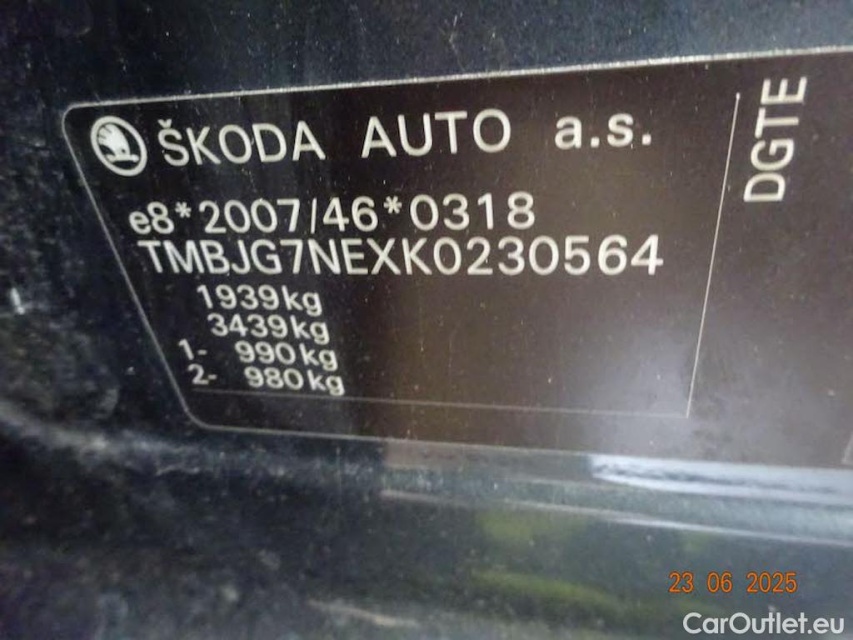 ŠKODA AUTO a.s.
DGTE
e8*2007/46*0318
TMBJG7NEXK0230564
1939kg
3439kg
1- 990kg
2- 980kg
23 06 2025
CarOutlet.eu